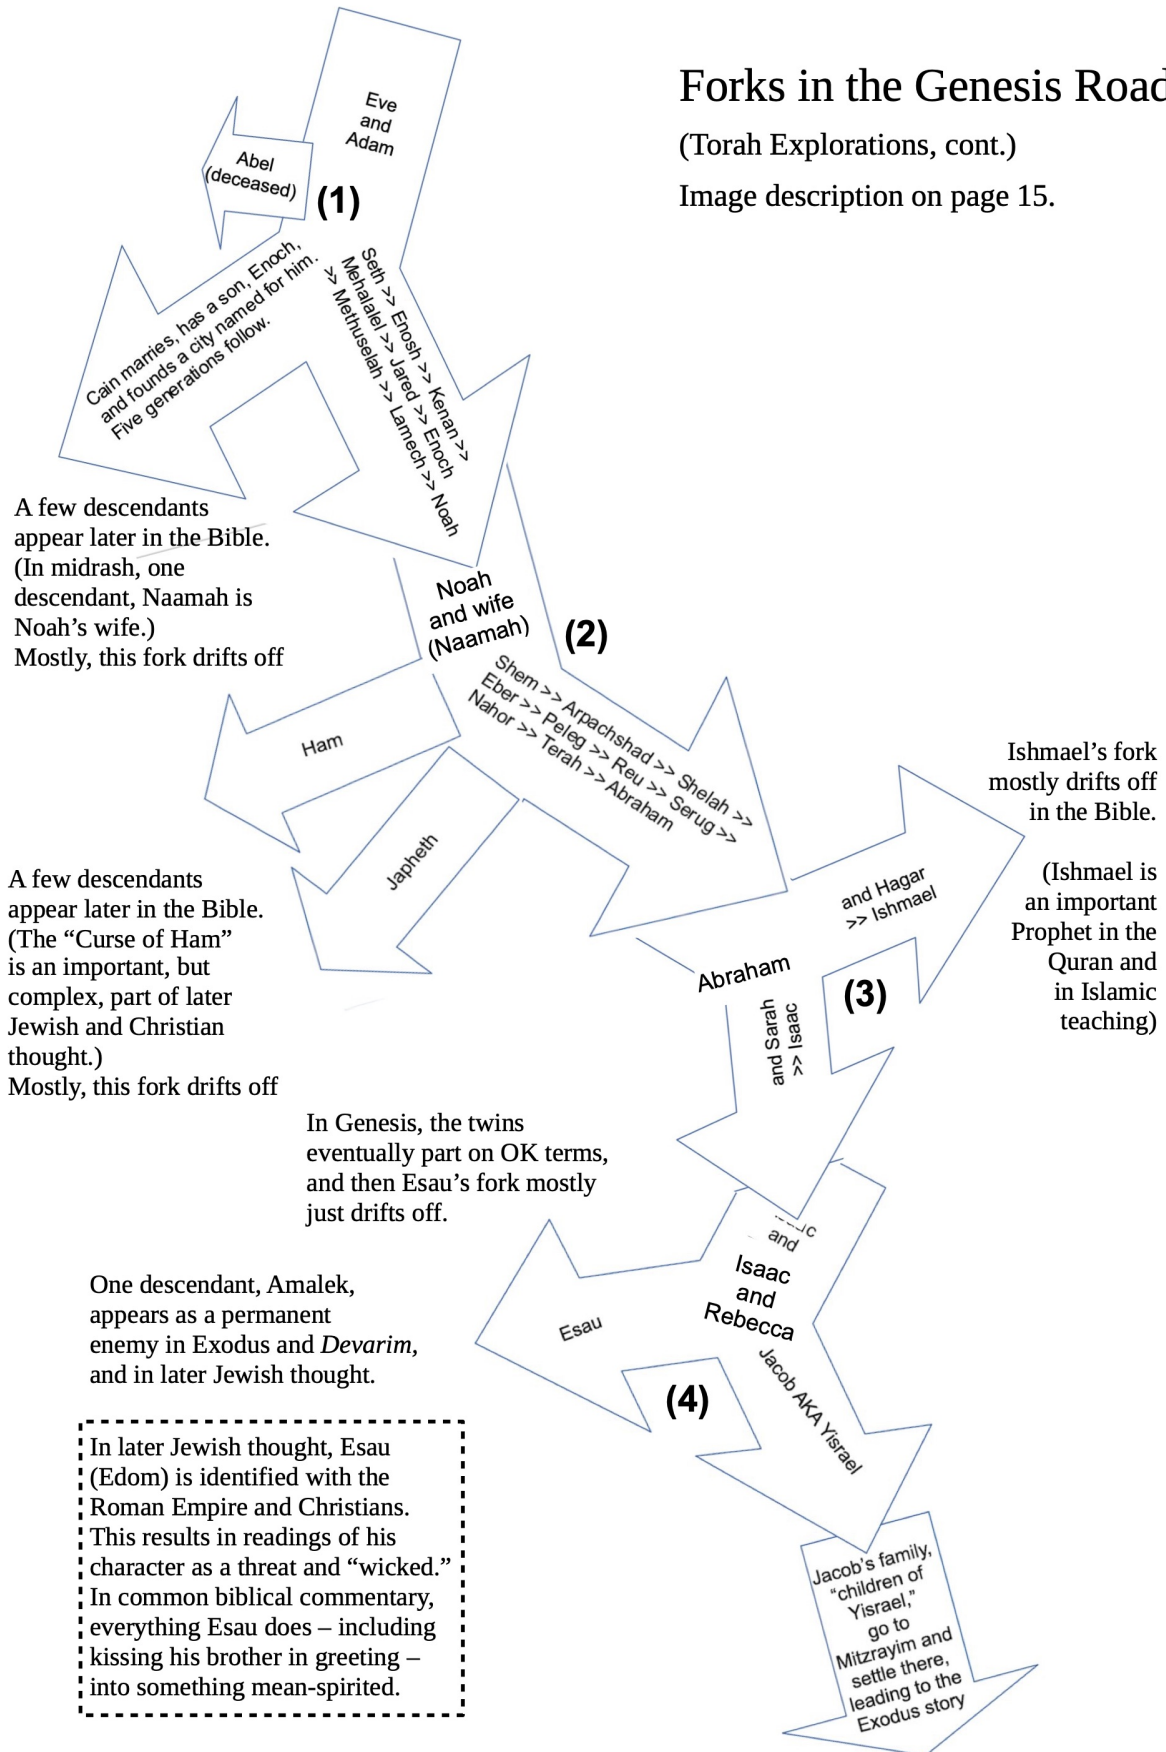 Forks in the Genesis Road
(Torah Explorations, cont.)
Image description on page 15.
Eve
and
Adam
Abel
(deceased)
(1)
Cain marries, has a son, Enoch,
and founds a city named for him.
Five generations follow.
Seth >> Enosh >> Kenan >>
Mehalalel >> Jared >> Enoch
>> Methuselah >> Lamech >> Noah
A few descendants
appear later in the Bible.
(In midrash, one
descendant, Naamah is
Noah’s wife.)
Mostly, this fork drifts off
Noah
and wife
(Naamah)
(2)
Shem >> Arpachshad >> Shelah >>
Eber >> Peleg >> Reu >> Serug >>
Nahor >> Terah >> Abraham
Ham
Japheth
A few descendants
appear later in the Bible.
(The “Curse of Ham”
is an important, but
complex, part of later
Jewish and Christian
thought.)
Mostly, this fork drifts off
Ishmael’s fork
mostly drifts off
in the Bible.
(Ishmael is
an important
Prophet in the
Quran and
in Islamic
teaching)
and Hagar
>> Ishmael
Abraham
(3)
and Sarah
>> Isaac
In Genesis, the twins
eventually part on OK terms,
and then Esau’s fork mostly
just drifts off.
and
Isaac
and
Rebecca
Esau
(4)
Jacob AKA Yisrael
One descendant, Amalek,
appears as a permanent
enemy in Exodus and Devarim,
and in later Jewish thought.
In later Jewish thought, Esau
(Edom) is identified with the
Roman Empire and Christians.
This results in readings of his
character as a threat and “wicked.”
In common biblical commentary,
everything Esau does – including
kissing his brother in greeting –
into something mean-spirited.
Jacob’s family,
“children of
Yisrael,”
go to
Mitzrayim and
settle there,
leading to the
Exodus story